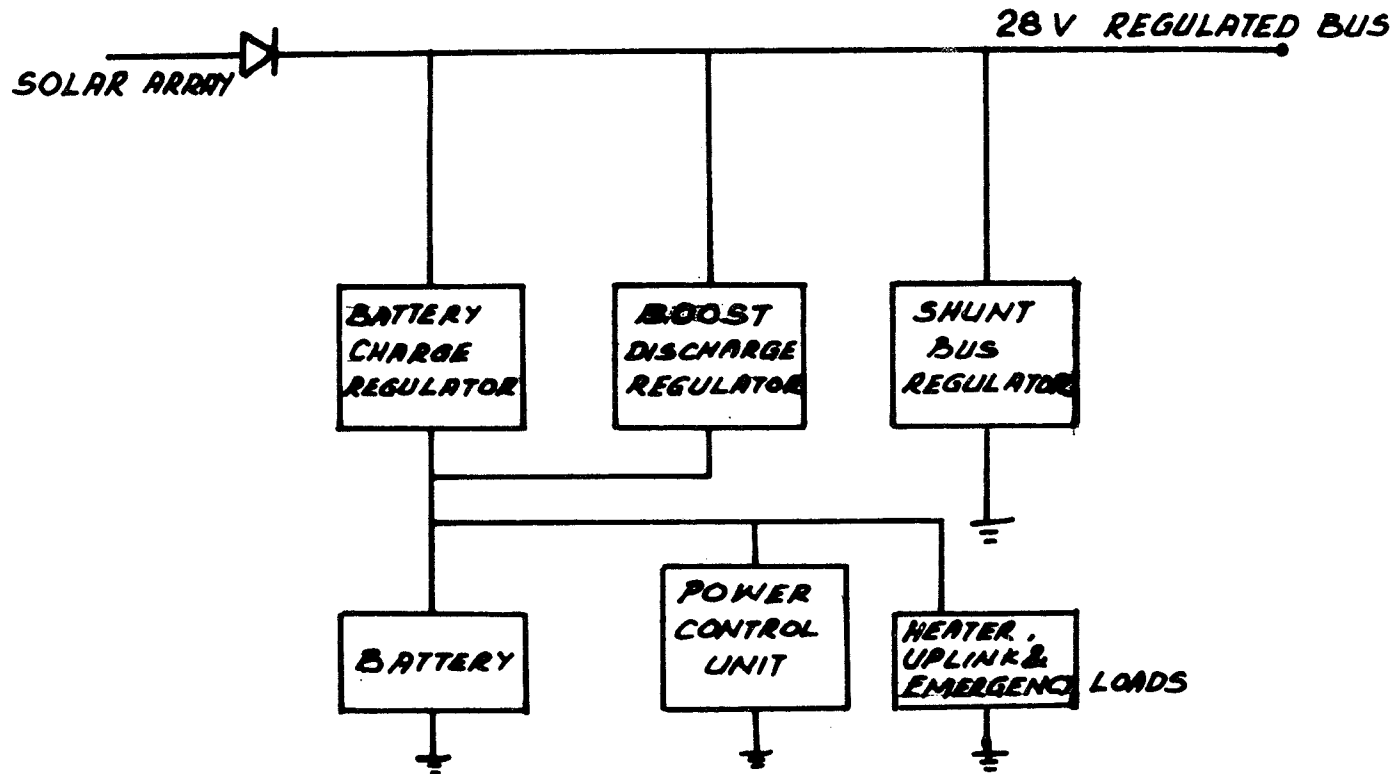 28 V REGULATED BUS
SOLAR ARRAY
BATTERY
CHARGE
REGULATOR
BOOST
DISCHARGE
REGULATOR
SHUNT
BUS
REGULATOR
BATTERY
POWER
CONTROL
UNIT
HEATER.
UPLINK &
EMERGENCY LOADS